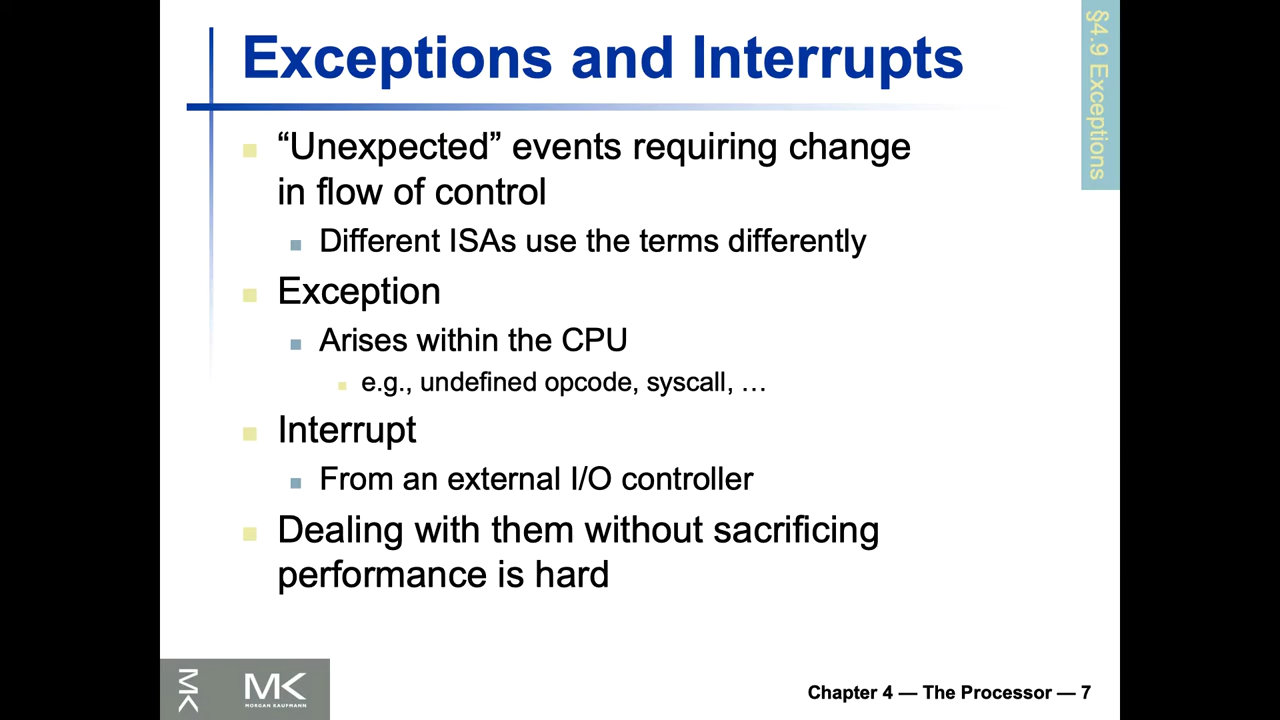 Exceptions and Interrupts
§4.9 Exceptions
“Unexpected” events requiring change
in flow of control
Different ISAs use the terms differently
Exception
Arises within the CPU
e.g., undefined opcode, syscall, …
Interrupt
From an external I/O controller
Dealing with them without sacrificing
performance is hard
MK
MK
MORGAN KAUFMANN
Chapter 4 — The Processor — 7